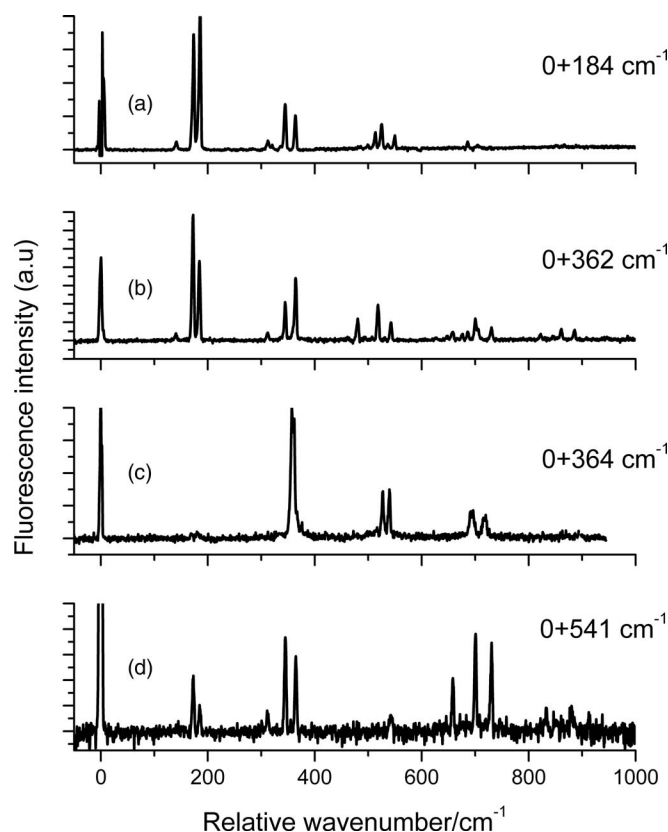 0+184 cm⁻¹
(a)
0+362 cm⁻¹
(b)
0+364 cm⁻¹
(c)
0+541 cm⁻¹
(d)
Fluorescence intensity (a.u)
0 200 400 600 800 1000
Relative wavenumber/cm⁻¹